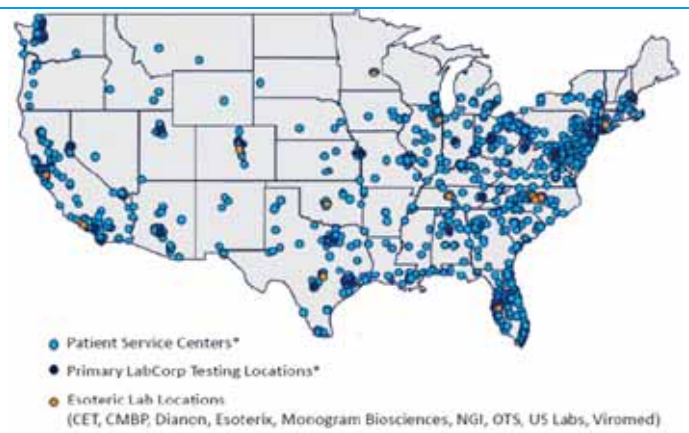 Patient Service Centers*
Primary LabCorp Testing Locations*
Esoteric Lab Locations
(CET, CMBP, Dianon, Esoterix, Monogram Biosciences, NGI, OTS, US Labs, Viromed)